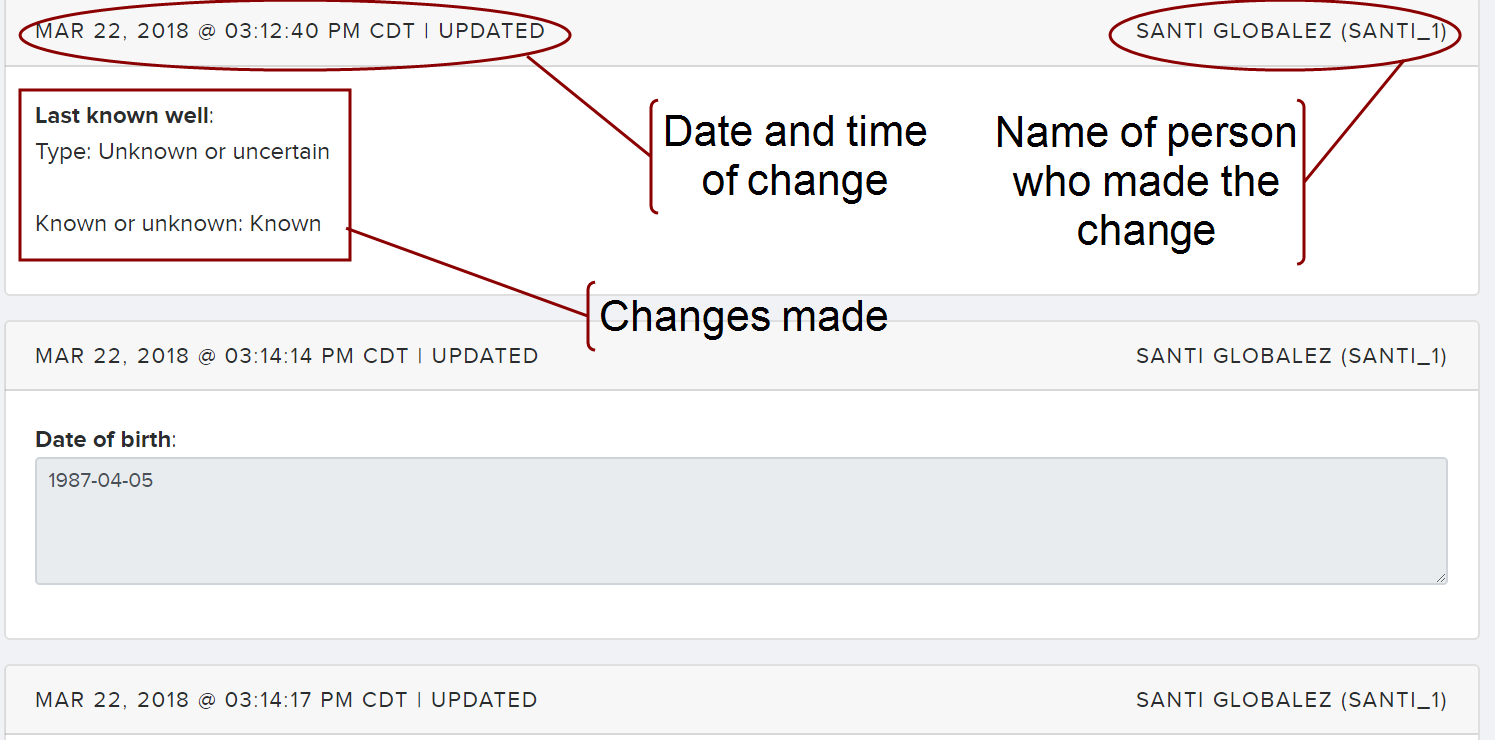 MAR 22, 2018 @ 03:12:40 PM CDT | UPDATED
SANTI GLOBALEZ (SANTI_1)
Last known well:
Type: Unknown or uncertain
Known or unknown: Known
Date and time
of change
Name of person
who made the
change
Changes made
MAR 22, 2018 @ 03:14:14 PM CDT | UPDATED
SANTI GLOBALEZ (SANTI_1)
Date of birth:
1987-04-05
MAR 22, 2018 @ 03:14:17 PM CDT | UPDATED
SANTI GLOBALEZ (SANTI_1)